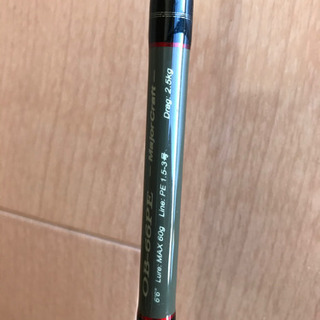 OB-66PE
Major Craft
6'6" Lure: MAX 60g Line: PE 1.5-3号 Drag: 2.5kg